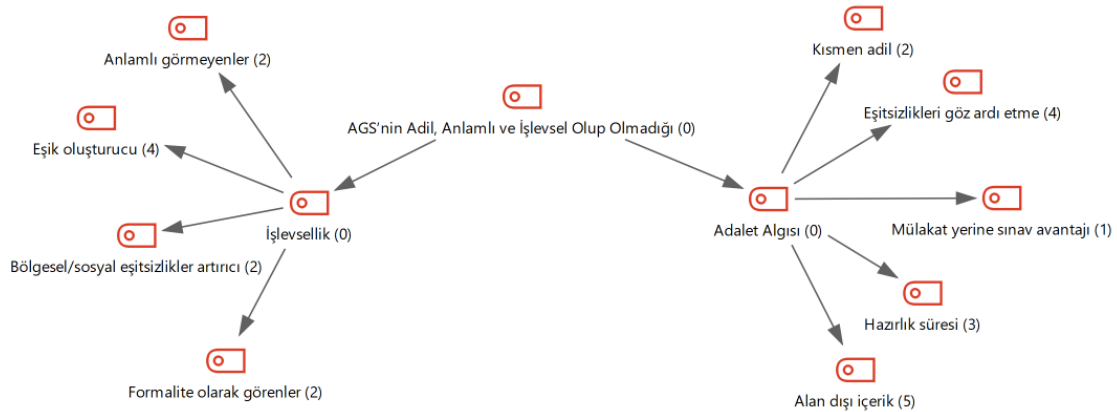 Kısmen adil (2)
Anlamlı görmeyenler (2)
Eşitsizlikleri göz ardı etme (4)
AGS’nin Adil, Anlamlı ve İşlevsel Olup Olmadığı (0)
Eşik oluşturucu (4)
İşlevsellik (0)
Adalet Algısı (0)
Mülakat yerine sınav avantajı (1)
Bölgesel/sosyal eşitsizlikler artırıcı (2)
Hazırlık süresi (3)
Formalite olarak görenler (2)
Alan dışı içerik (5)